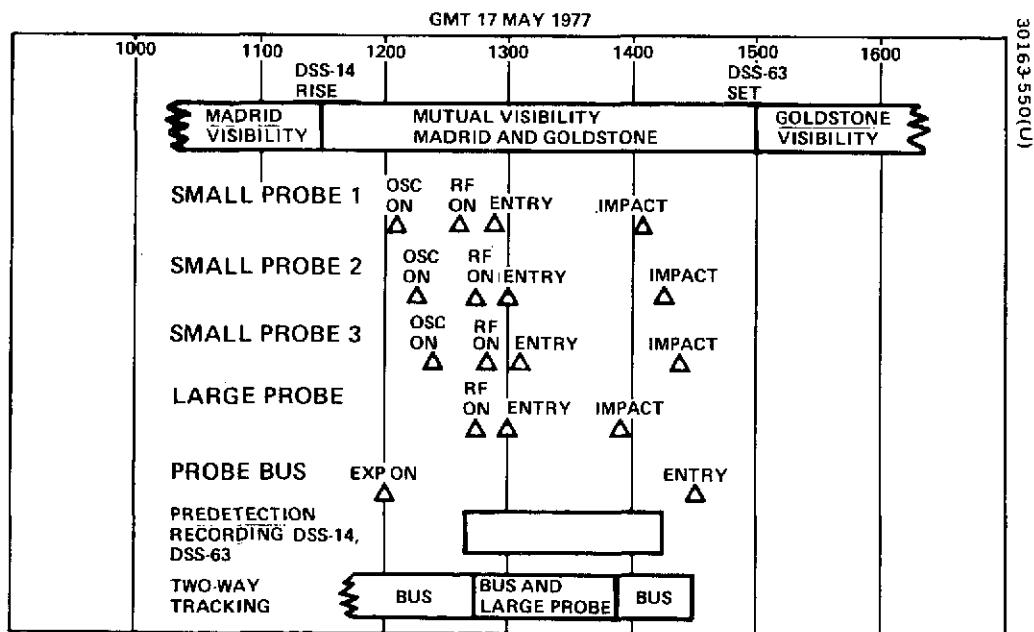 GMT 17 MAY 1977
30163-550(U)
1000 1100 1200 1300 1400 1500 1600
DSS-14
RISE
DSS-63
SET
MADRID
VISIBILITY
MUTUAL VISIBILITY
MADRID AND GOLDSTONE
GOLDSTONE
VISIBILITY
SMALL PROBE 1
OSC
ON
RF
ON
ENTRY
IMPACT
SMALL PROBE 2
OSC
ON
RF
ON
ENTRY
IMPACT
SMALL PROBE 3
OSC
ON
RF
ON
ENTRY
IMPACT
LARGE PROBE
RF
ON
ENTRY
IMPACT
PROBE BUS
EXP ON
ENTRY
PREDETECTION
RECORDING DSS-14,
DSS-63
TWO-WAY
TRACKING
BUS
BUS AND
LARGE PROBE
BUS